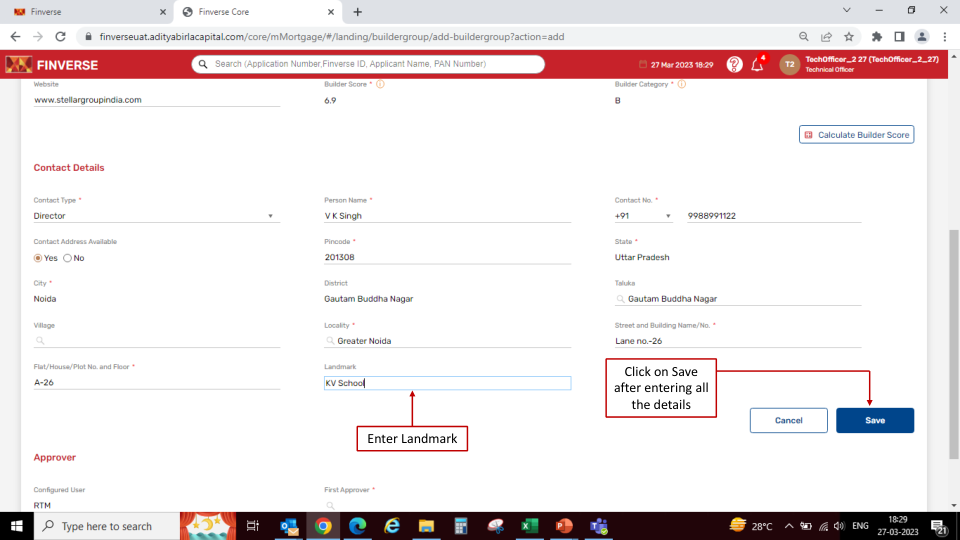 Finverse
Finverse Core
finverseuat.adityabirlacapital.com/core/mMortgage/#/landing/buildergroup/add-buildergroup?action=add
FINVERSE
Search (Application Number,Finverse ID, Applicant Name, PAN Number)
27 Mar 2023 18:29
4
T2
TechOfficer_2 27 (TechOfficer_2_27)
Technical Officer
Website
Builder Score *
Builder Category *
www.stellargroupindia.com
6.9
B
Calculate Builder Score
Contact Details
Contact Type *
Person Name *
Contact No. *
Director
V K Singh
+91
9988991122
Contact Address Available
Pincode *
State *
Yes
No
201308
Uttar Pradesh
City *
District
Taluka
Noida
Gautam Buddha Nagar
Gautam Buddha Nagar
Village
Locality *
Street and Building Name/No. *
Greater Noida
Lane no.-26
Flat/House/Plot No. and Floor *
Landmark
A-26
KV School
Click on Save
after entering all
the details
Enter Landmark
Cancel
Save
Approver
Configured User
First Approver *
RTM
Type here to search
28°C
ENG
18:29
27-03-2023
21